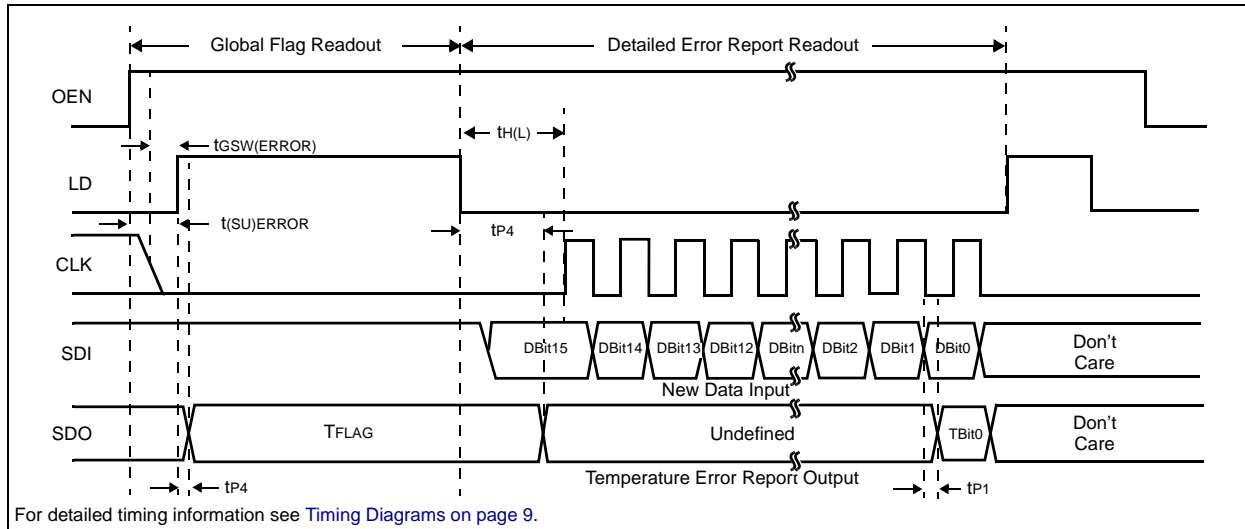 Global Flag Readout
Detailed Error Report Readout
OEN
tH(L)
tGSW(ERROR)
LD
t(SU)ERROR
tP4
CLK
SDI
DBit15
DBit14
DBit13
DBit12
DBitn
DBit2
DBit1
DBit0
Don't
Care
New Data Input
SDO
TFLAG
Undefined
TBit0
Don't
Care
Temperature Error Report Output
tP4
tP1
For detailed timing information see Timing Diagrams on page 9.